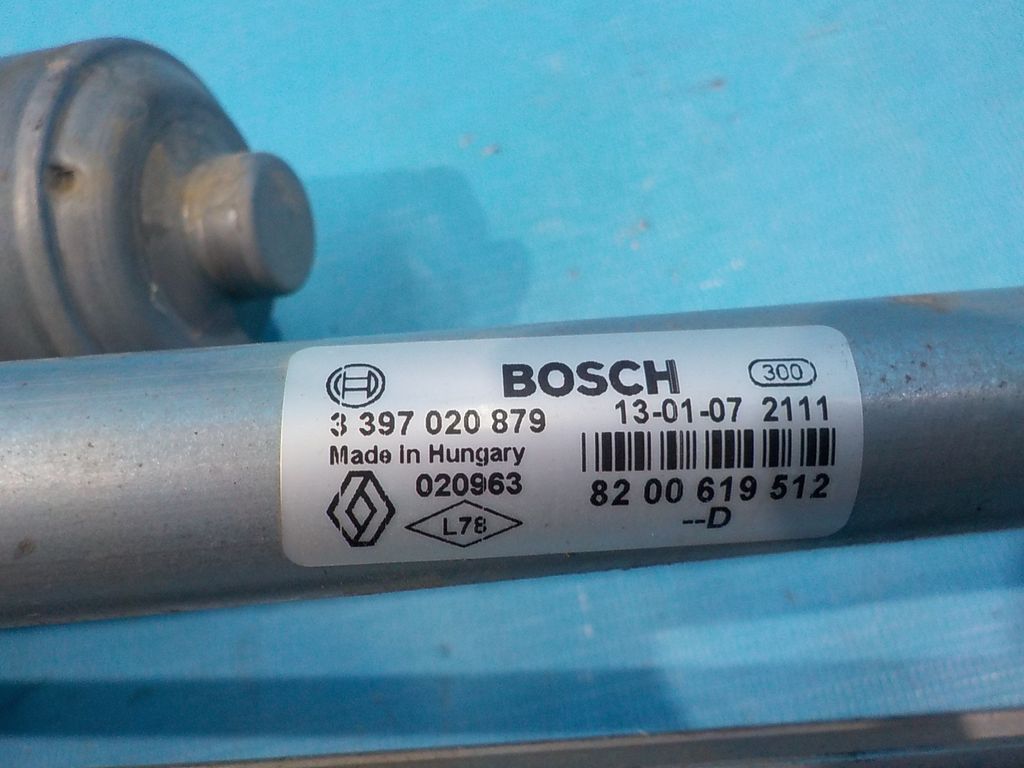 BOSCH 300
3 397 020 879 13-01-07 2111
Made in Hungary
020963 82 00 619 512
L78 --D